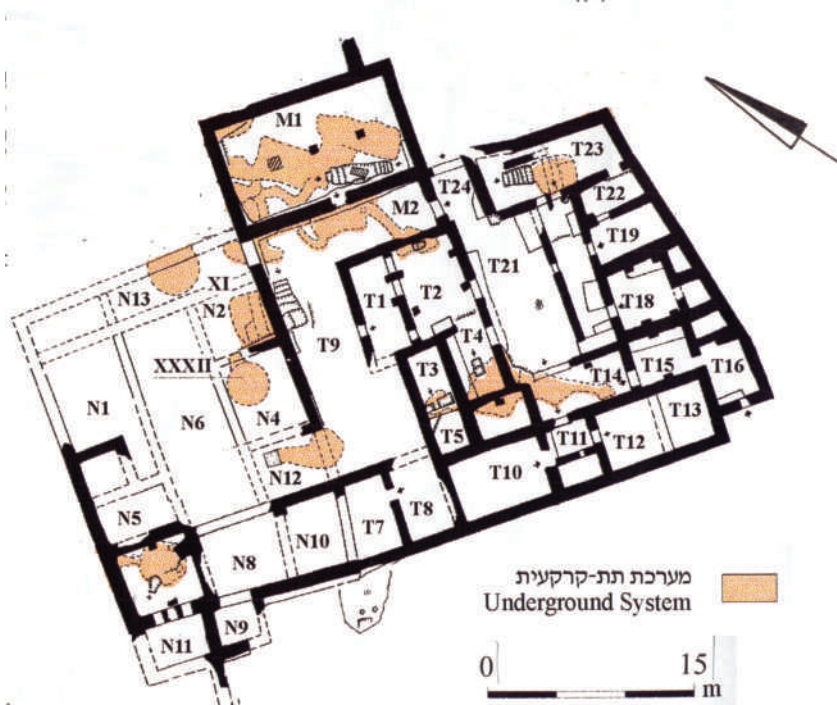 M1
T23
T24
T22
M2
T19
T21
XI
N13
N2
T1
T2
T18
T9
T4
XXXII
T3
T14
T15
T16
N1
N6
N4
T13
T5
T11
T12
N12
T10
T8
N5
T7
N10
N8
מערכת תת-קרקעית
Underground System
N9
N11
0 15
m